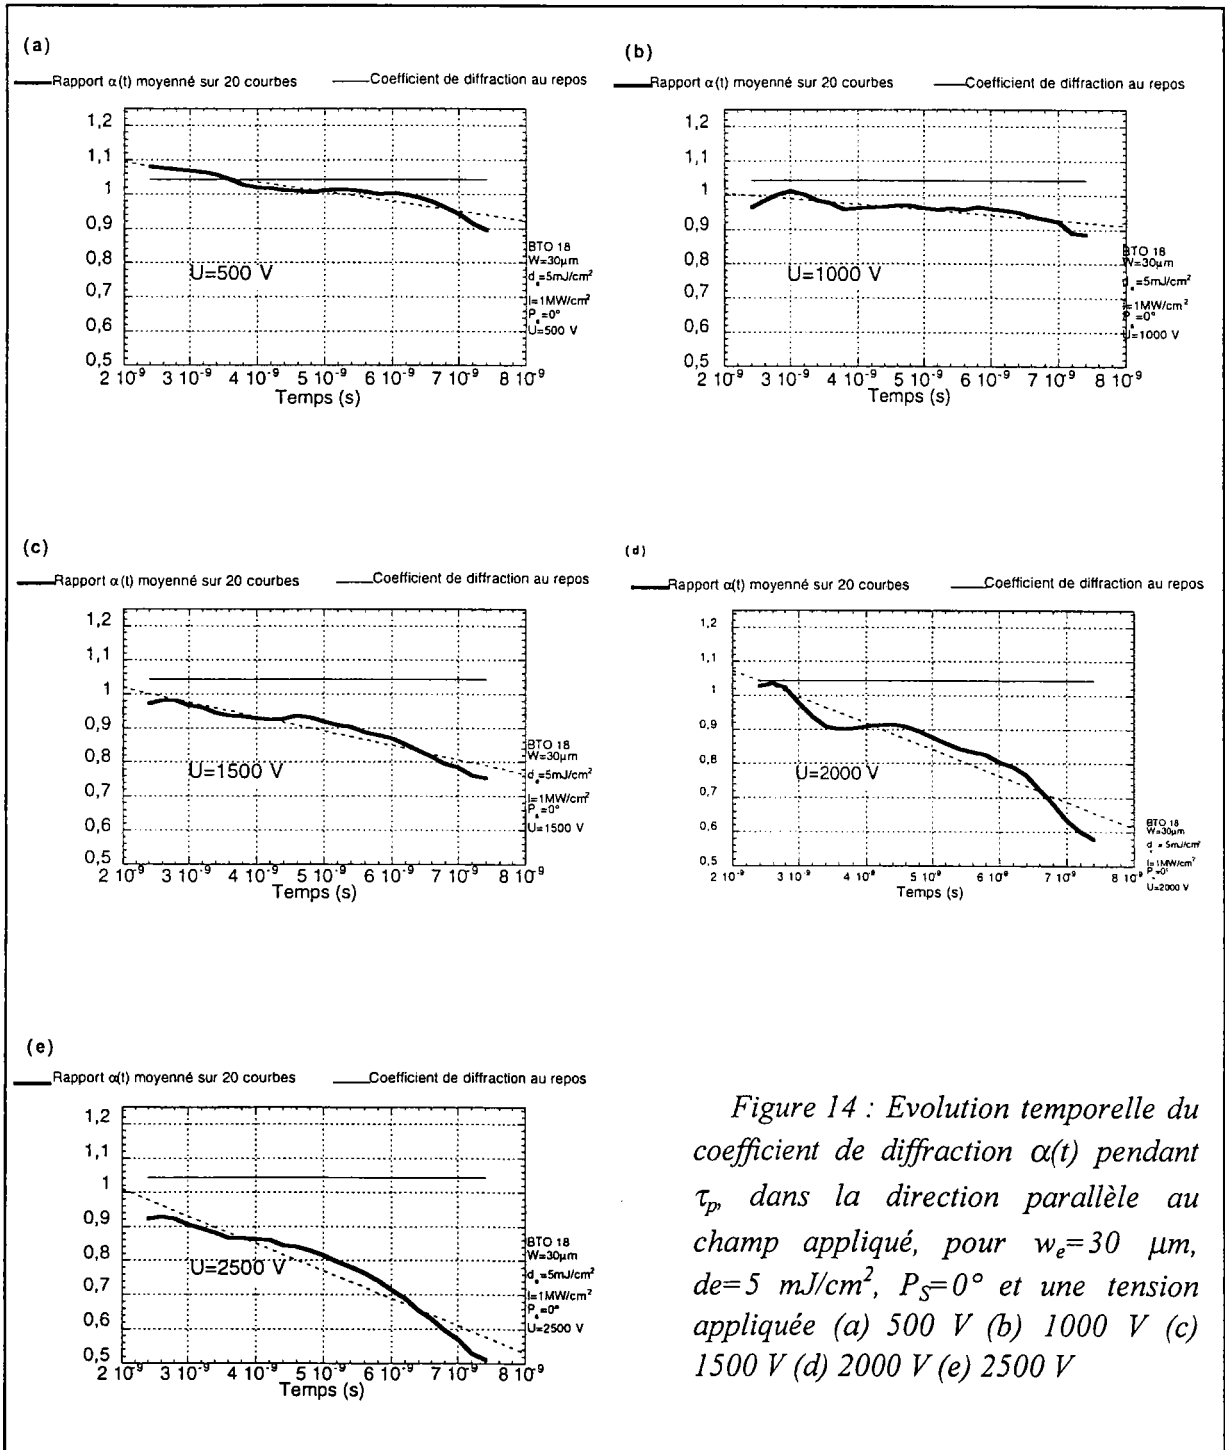 (a)
Rapport α(t) moyenné sur 20 courbes Coefficient de diffraction au repos
1,2
1,1
1
0,9
0,8
0,7
0,6
0,5
U=500 V
BTO 18
W=30µm
d_e=5mJ/cm²
I=1MW/cm²
P_s=0°
U=500 V
2 10⁻⁹ 3 10⁻⁹ 4 10⁻⁹ 5 10⁻⁹ 6 10⁻⁹ 7 10⁻⁹ 8 10⁻⁹
Temps (s)
(b)
Rapport α(t) moyenné sur 20 courbes Coefficient de diffraction au repos
1,2
1,1
1
0,9
0,8
0,7
0,6
0,5
U=1000 V
BTO 18
W=30µm
d_e=5mJ/cm²
I=1MW/cm²
P_s=0°
U=1000 V
2 10⁻⁹ 3 10⁻⁹ 4 10⁻⁹ 5 10⁻⁹ 6 10⁻⁹ 7 10⁻⁹ 8 10⁻⁹
Temps (s)
(c)
Rapport α(t) moyenné sur 20 courbes Coefficient de diffraction au repos
1,2
1,1
1
0,9
0,8
0,7
0,6
0,5
U=1500 V
BTO 18
W=30µm
d_e=5mJ/cm²
I=1MW/cm²
P_s=0°
U=1500 V
2 10⁻⁹ 3 10⁻⁹ 4 10⁻⁹ 5 10⁻⁹ 6 10⁻⁹ 7 10⁻⁹ 8 10⁻⁹
Temps (s)
(d)
Rapport α(t) moyenné sur 20 courbes Coefficient de diffraction au repos
1,2
1,1
1
0,9
0,8
0,7
0,6
0,5
U=2000 V
BTO 18
W=30µm
d_e = 5mJ/cm²
I=1MW/cm²
P_s=0°
U=2000 V
2 10⁻⁹ 3 10⁻⁹ 4 10⁻⁹ 5 10⁻⁹ 6 10⁻⁹ 7 10⁻⁹ 8 10⁻⁹
Temps (s)
(e)
Rapport α(t) moyenné sur 20 courbes Coefficient de diffraction au repos
1,2
1,1
1
0,9
0,8
0,7
0,6
0,5
U=2500 V
BTO 18
W=30µm
d_e=5mJ/cm²
I=1MW/cm²
P_s=0°
U=2500 V
2 10⁻⁹ 3 10⁻⁹ 4 10⁻⁹ 5 10⁻⁹ 6 10⁻⁹ 7 10⁻⁹ 8 10⁻⁹
Temps (s)
Figure 14 : Evolution temporelle du
coefficient de diffraction α(t) pendant
τ_p, dans la direction parallèle au
champ appliqué, pour w_e=30 µm,
de=5 mJ/cm², P_S=0° et une tension
appliquée (a) 500 V (b) 1000 V (c)
1500 V (d) 2000 V (e) 2500 V